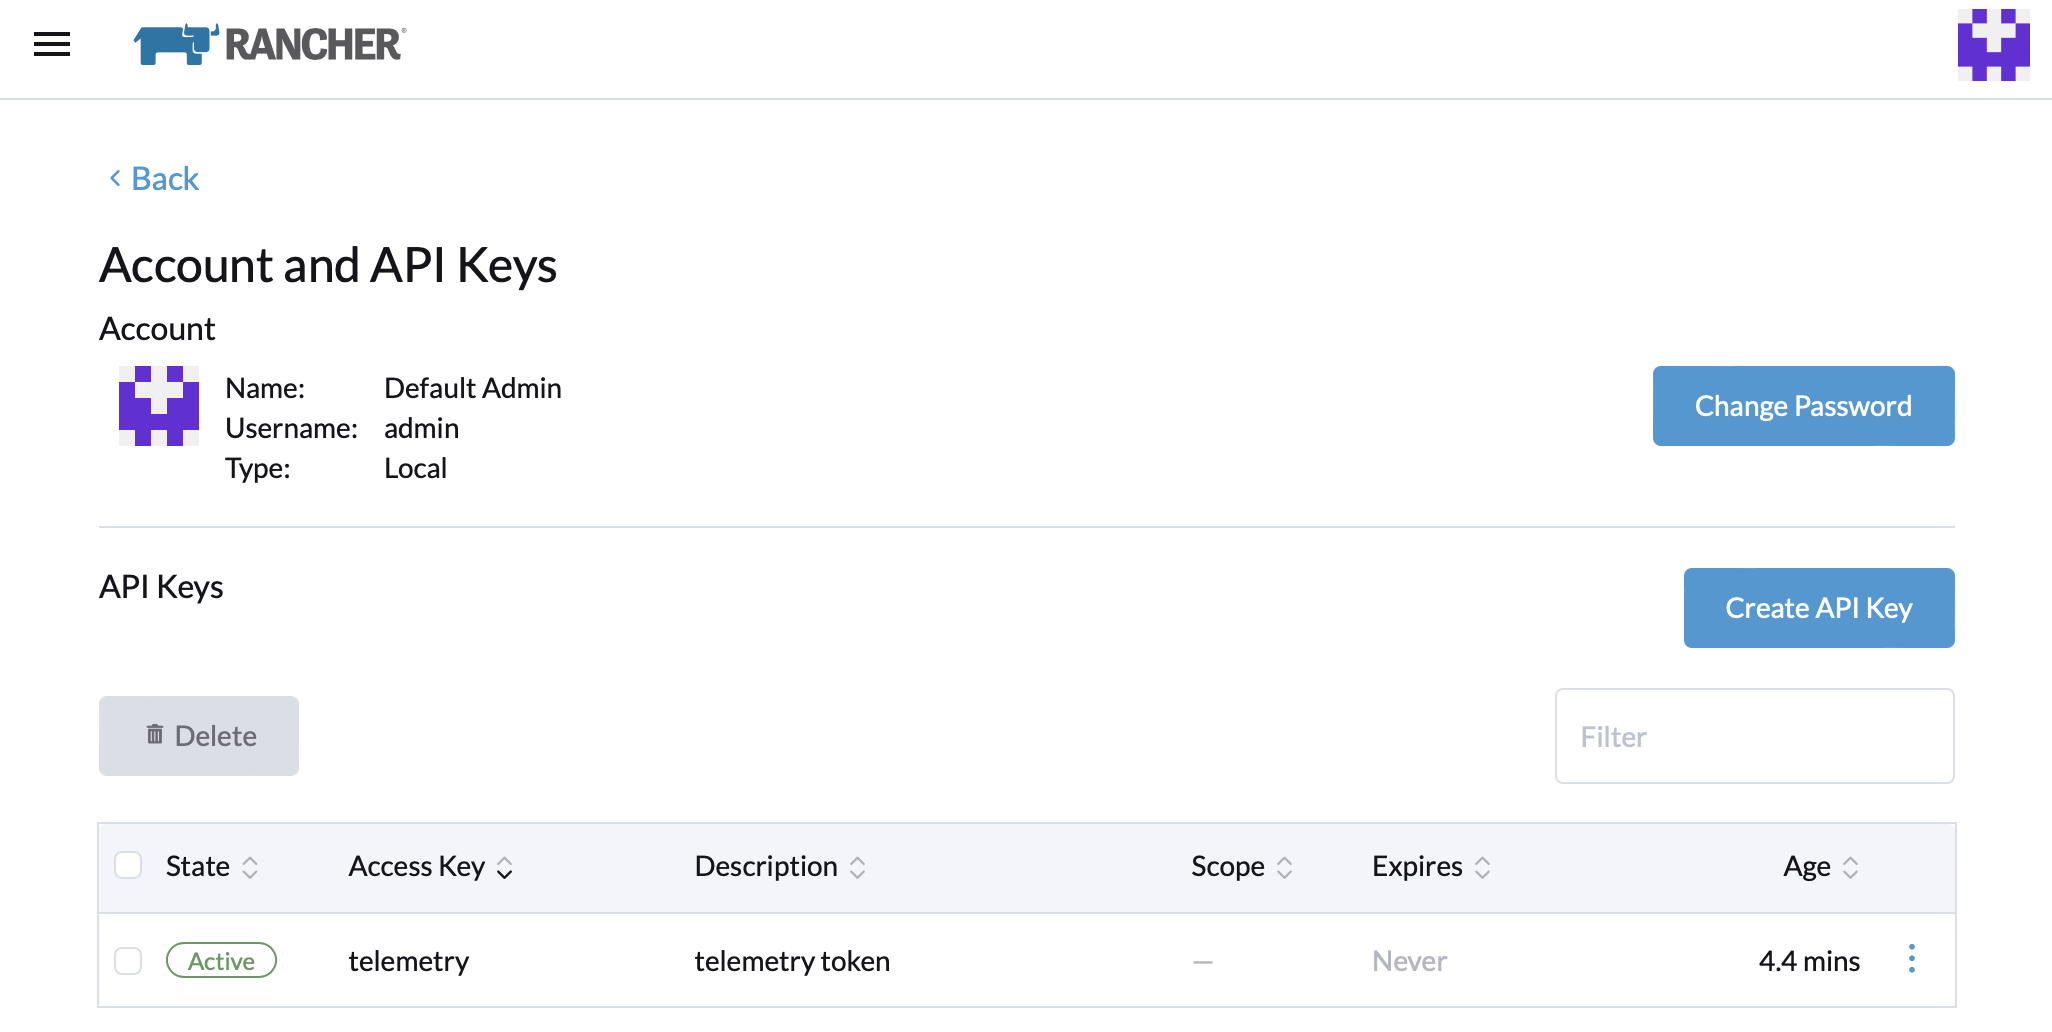 RANCHER®
Back
Account and API Keys
Account
Name: Default Admin
Username: admin
Type: Local
Change Password
API Keys
Create API Key
Delete
Filter
State Access Key Description Scope Expires Age
Active telemetry telemetry token — Never 4.4 mins